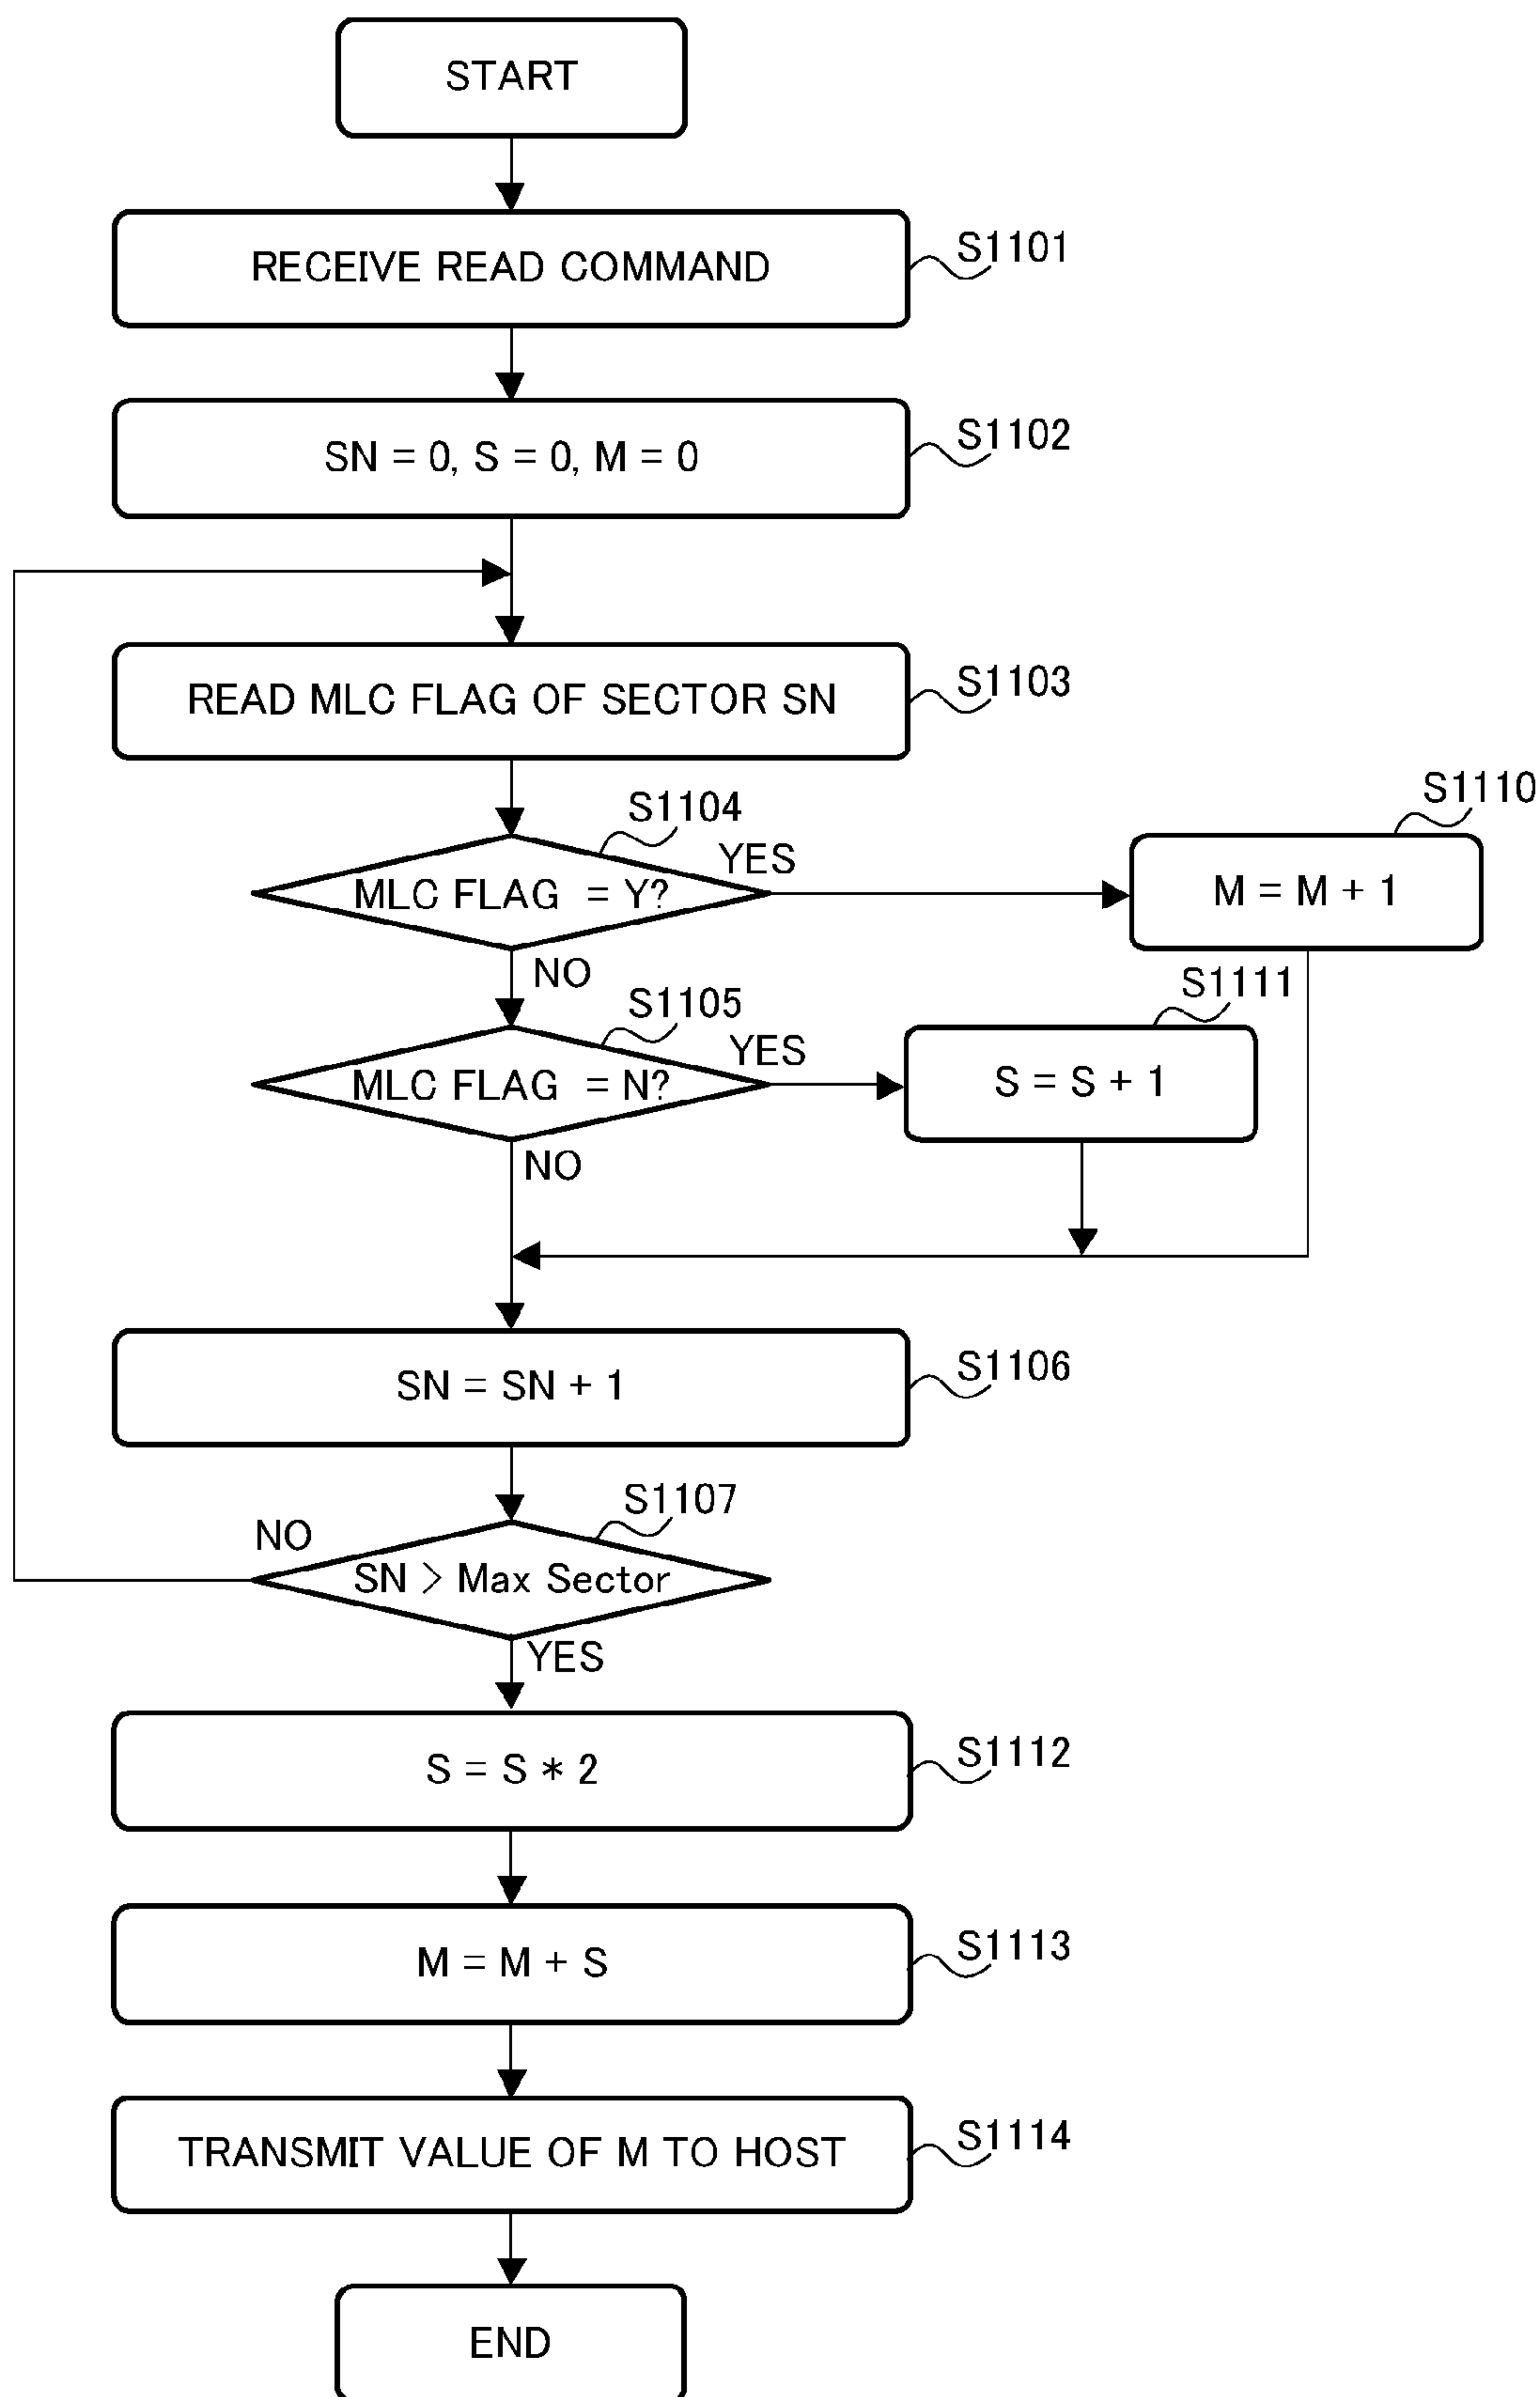 START
RECEIVE READ COMMAND
S1101
SN = 0, S = 0, M = 0
S1102
READ MLC FLAG OF SECTOR SN
S1103
S1104
S1110
MLC FLAG = Y?
YES
M = M + 1
NO
S1105
S1111
MLC FLAG = N?
YES
S = S + 1
NO
SN = SN + 1
S1106
S1107
NO
SN > Max Sector
YES
S = S * 2
S1112
M = M + S
S1113
TRANSMIT VALUE OF M TO HOST
S1114
END